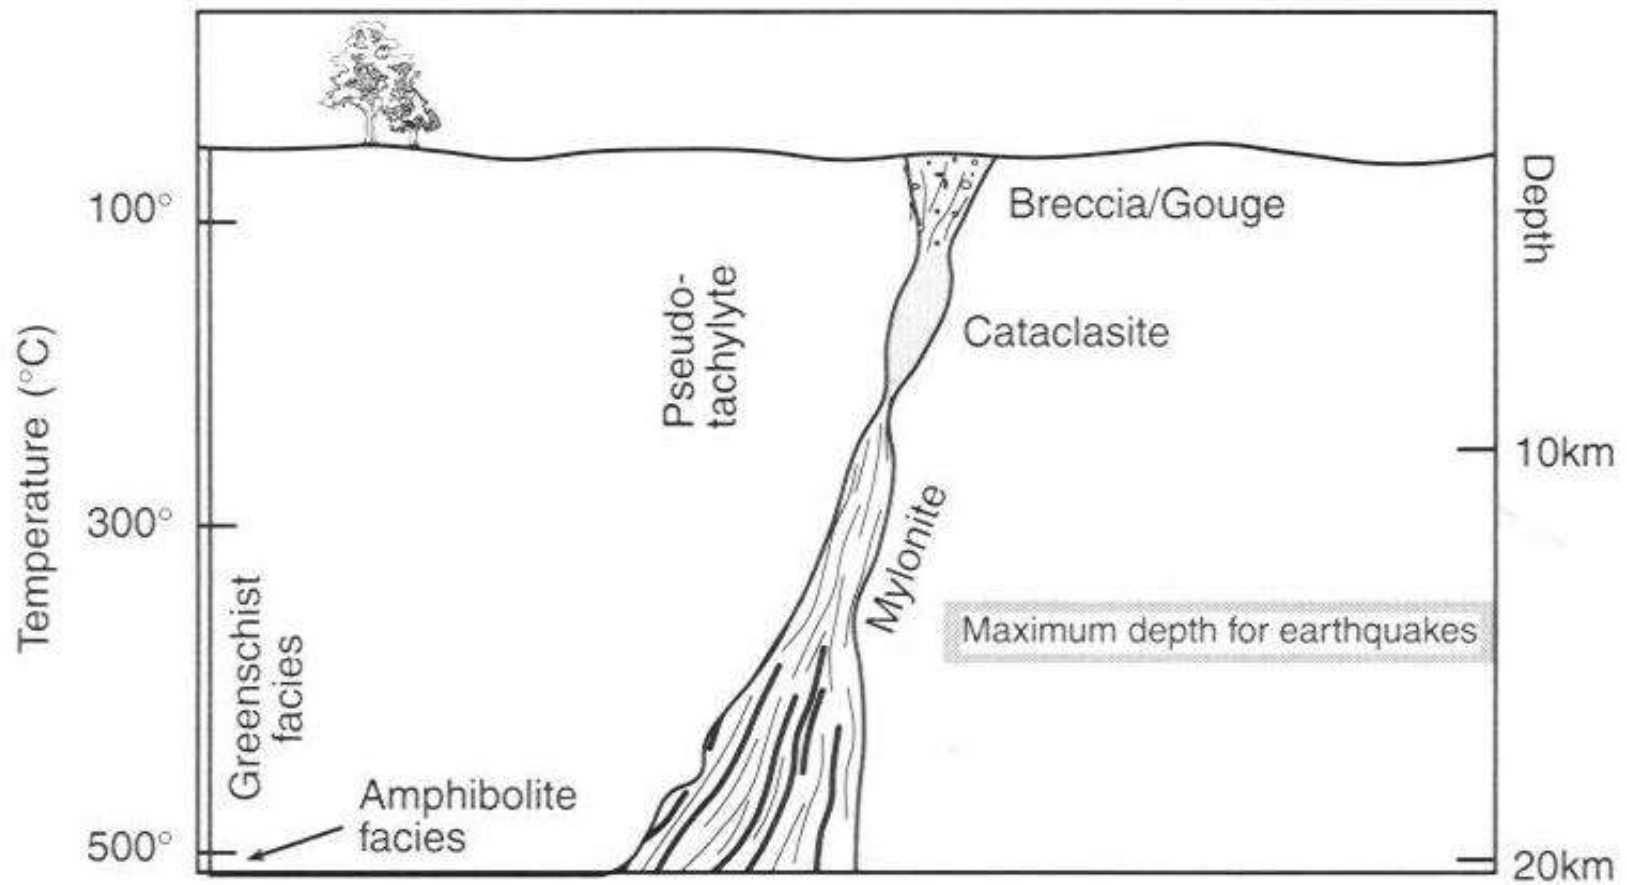 100°
300°
500°
Temperature (°C)
Greenschist
facies
Amphibolite
facies
Pseudo-
tachylyte
Breccia/Gouge
Cataclasite
Mylonite
Maximum depth for earthquakes
Depth
10km
20km